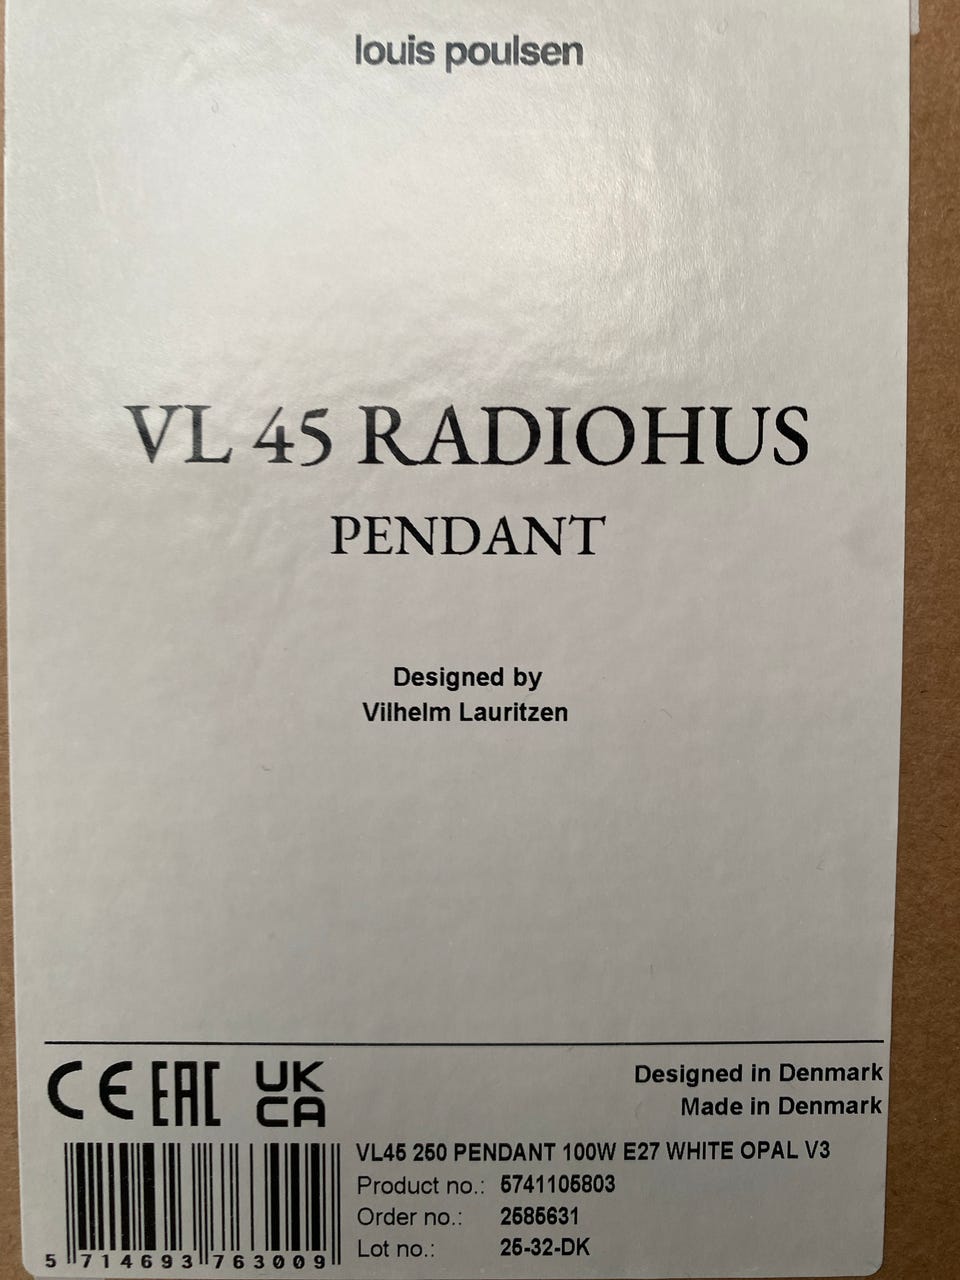 louis poulsen
VL 45 RADIOHUS
PENDANT
Designed by
Vilhelm Lauritzen
CE EAC UK CA
Designed in Denmark
Made in Denmark
VL45 250 PENDANT 100W E27 WHITE OPAL V3
Product no.: 5741105803
Order no.: 2585631
Lot no.: 25-32-DK
5 714693 763009